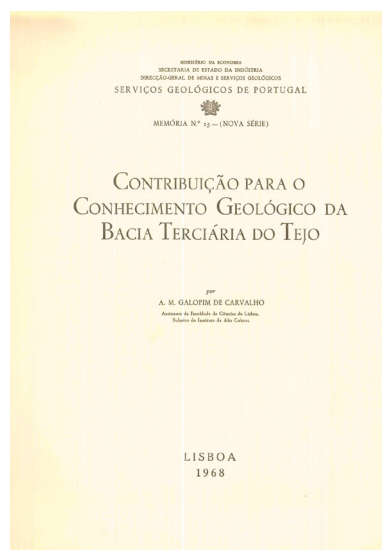 MINISTÉRIO DA ECONOMIA
SECRETARIA DE ESTADO DA INDÚSTRIA
DIRECÇÃO-GERAL DE MINAS E SERVIÇOS GEOLÓGICOS
SERVIÇOS GEOLÓGICOS DE PORTUGAL
MEMÓRIA N.º 15 — (NOVA SÉRIE)
CONTRIBUIÇÃO PARA O
CONHECIMENTO GEOLÓGICO DA
BACIA TERCIÁRIA DO TEJO
por
A. M. GALOPIM DE CARVALHO
Assistente da Faculdade de Ciências de Lisboa,
Bolseiro do Instituto de Alta Cultura
LISBOA
1968